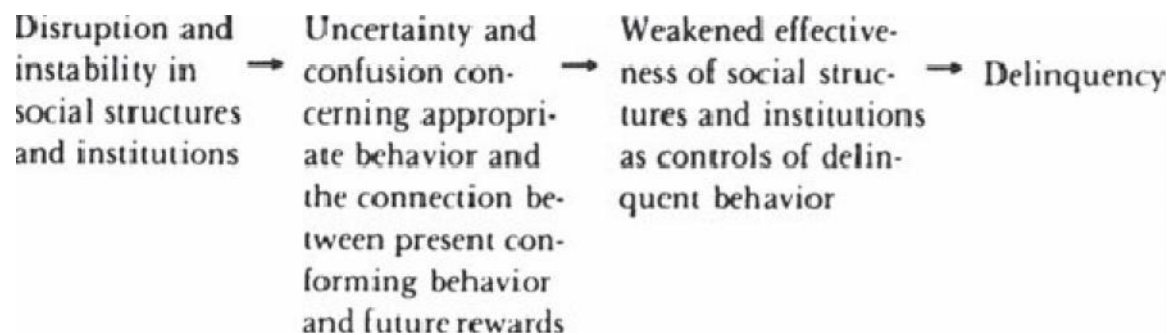 Disruption and
instability in
social structures
and institutions
→
Uncertainty and
confusion con-
cerning appropri-
ate behavior and
the connection be-
tween present con-
forming behavior
and future rewards
→
Weakened effective-
ness of social struc-
tures and institutions
as controls of delin-
quent behavior
→
Delinquency